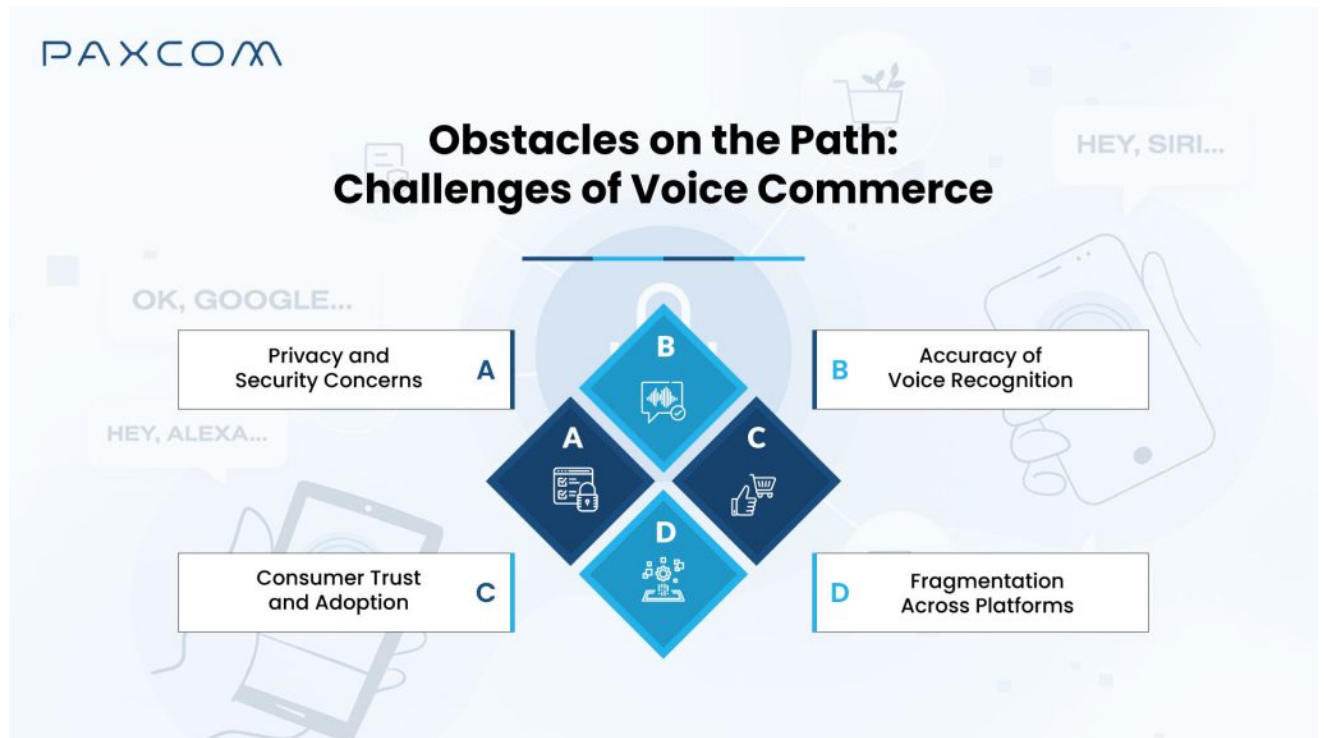 PAXCOM
Obstacles on the Path:
Challenges of Voice Commerce
HEY, SIRI...
OK, GOOGLE...
HEY, ALEXA...
Privacy and
Security Concerns
A
B
Accuracy of
Voice Recognition
B
A
C
D
Consumer Trust
and Adoption
C
D
Fragmentation
Across Platforms